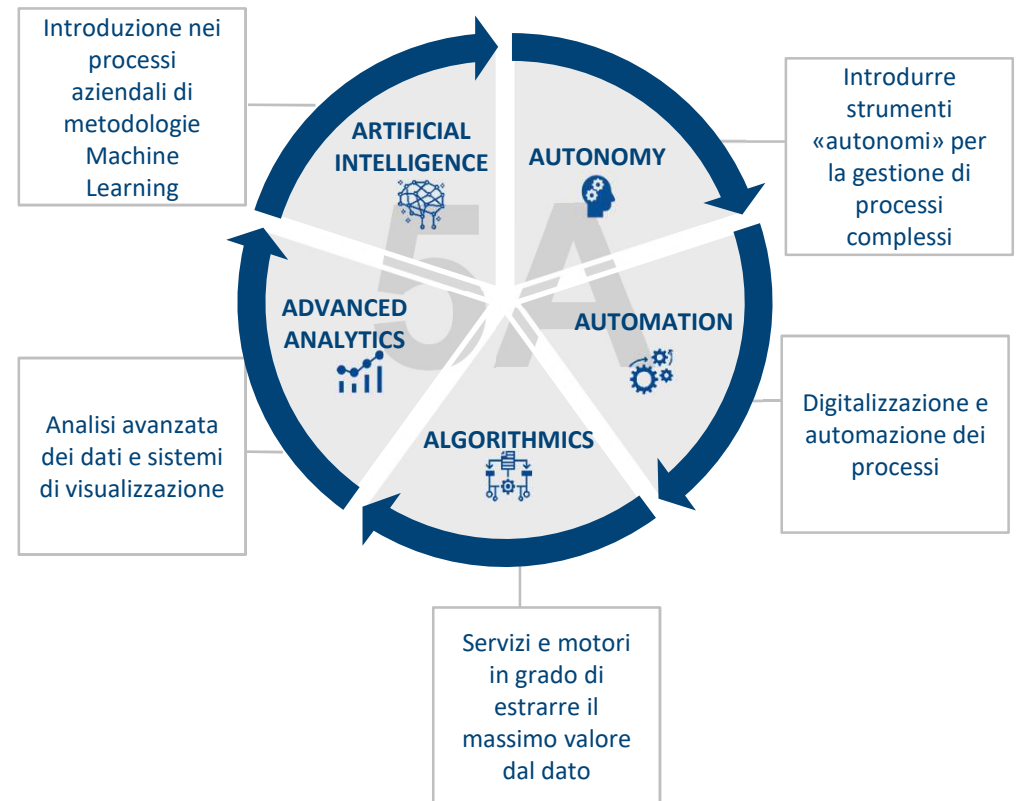 Introduzione nei
processi
aziendali di
metodologie
Machine
Learning
ARTIFICIAL
INTELLIGENCE
AUTONOMY
Introdurre
strumenti
«autonomi» per
la gestione di
processi
complessi
5A
ADVANCED
ANALYTICS
AUTOMATION
ALGORITHMICS
Analisi avanzata
dei dati e sistemi
di visualizzazione
Digitalizzazione e
automazione dei
processi
Servizi e motori
in grado di
estrarre il
massimo valore
dal dato